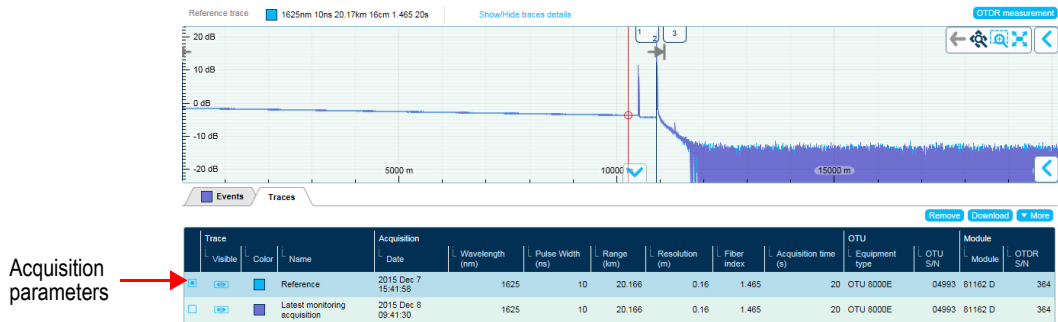 Reference trace 1625nm 10ns 20.17km 16cm 1.465 20s Show/Hide traces details OTDR measurement
20 dB
1 2 3
10 dB
0 dB
-10 dB
-20 dB
5000 m 10000 15000 m
Events Traces
Remove Download More
Trace Acquisition OTU Module
Visible Color Name Date Wavelength (nm) Pulse Width (ns) Range (km) Resolution (m) Fiber index Acquisition time (s) Equipment type OTU S/N Module OTDR S/N
Acquisition parameters
Reference 2015 Dec 7 15:41:58 1625 10 20.166 0.16 1.465 20 OTU 8000E 04993 81162 D 364
Latest monitoring acquisition 2015 Dec 8 09:41:30 1625 10 20.166 0.16 1.465 20 OTU 8000E 04993 81162 D 364